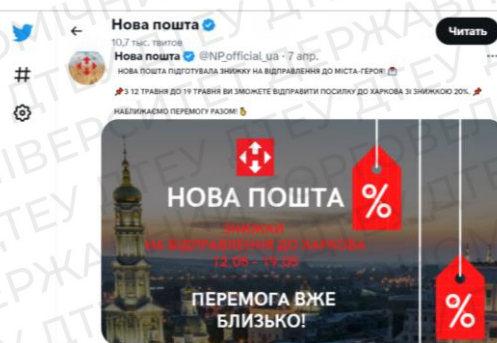 Нова пошта
10,7 тыс. твитов
Читать
Нова пошта @NP_official_ua · 7 апр.
НОВА ПОШТА ПІДГОТУВАЛА ЗНИЖКУ НА ВІДПРАВЛЕННЯ ДО МІСТА-ГЕРОЯ!
З 12 ТРАВНЯ ДО 19 ТРАВНЯ ВИ ЗМОЖЕТЕ ВІДПРАВИТИ ПОСИЛКУ ДО ХАРКОВА ЗІ ЗНИЖКОЮ 20%.
НАБЛИЖАЄМО ПЕРЕМОГУ РАЗОМ!
НОВА ПОШТА
%
ЗНИЖКИ
НА ВІДПРАВЛЕННЯ ДО ХАРКОВА
12.05 - 19.05
ПЕРЕМОГА ВЖЕ
БЛИЗЬКО!
%